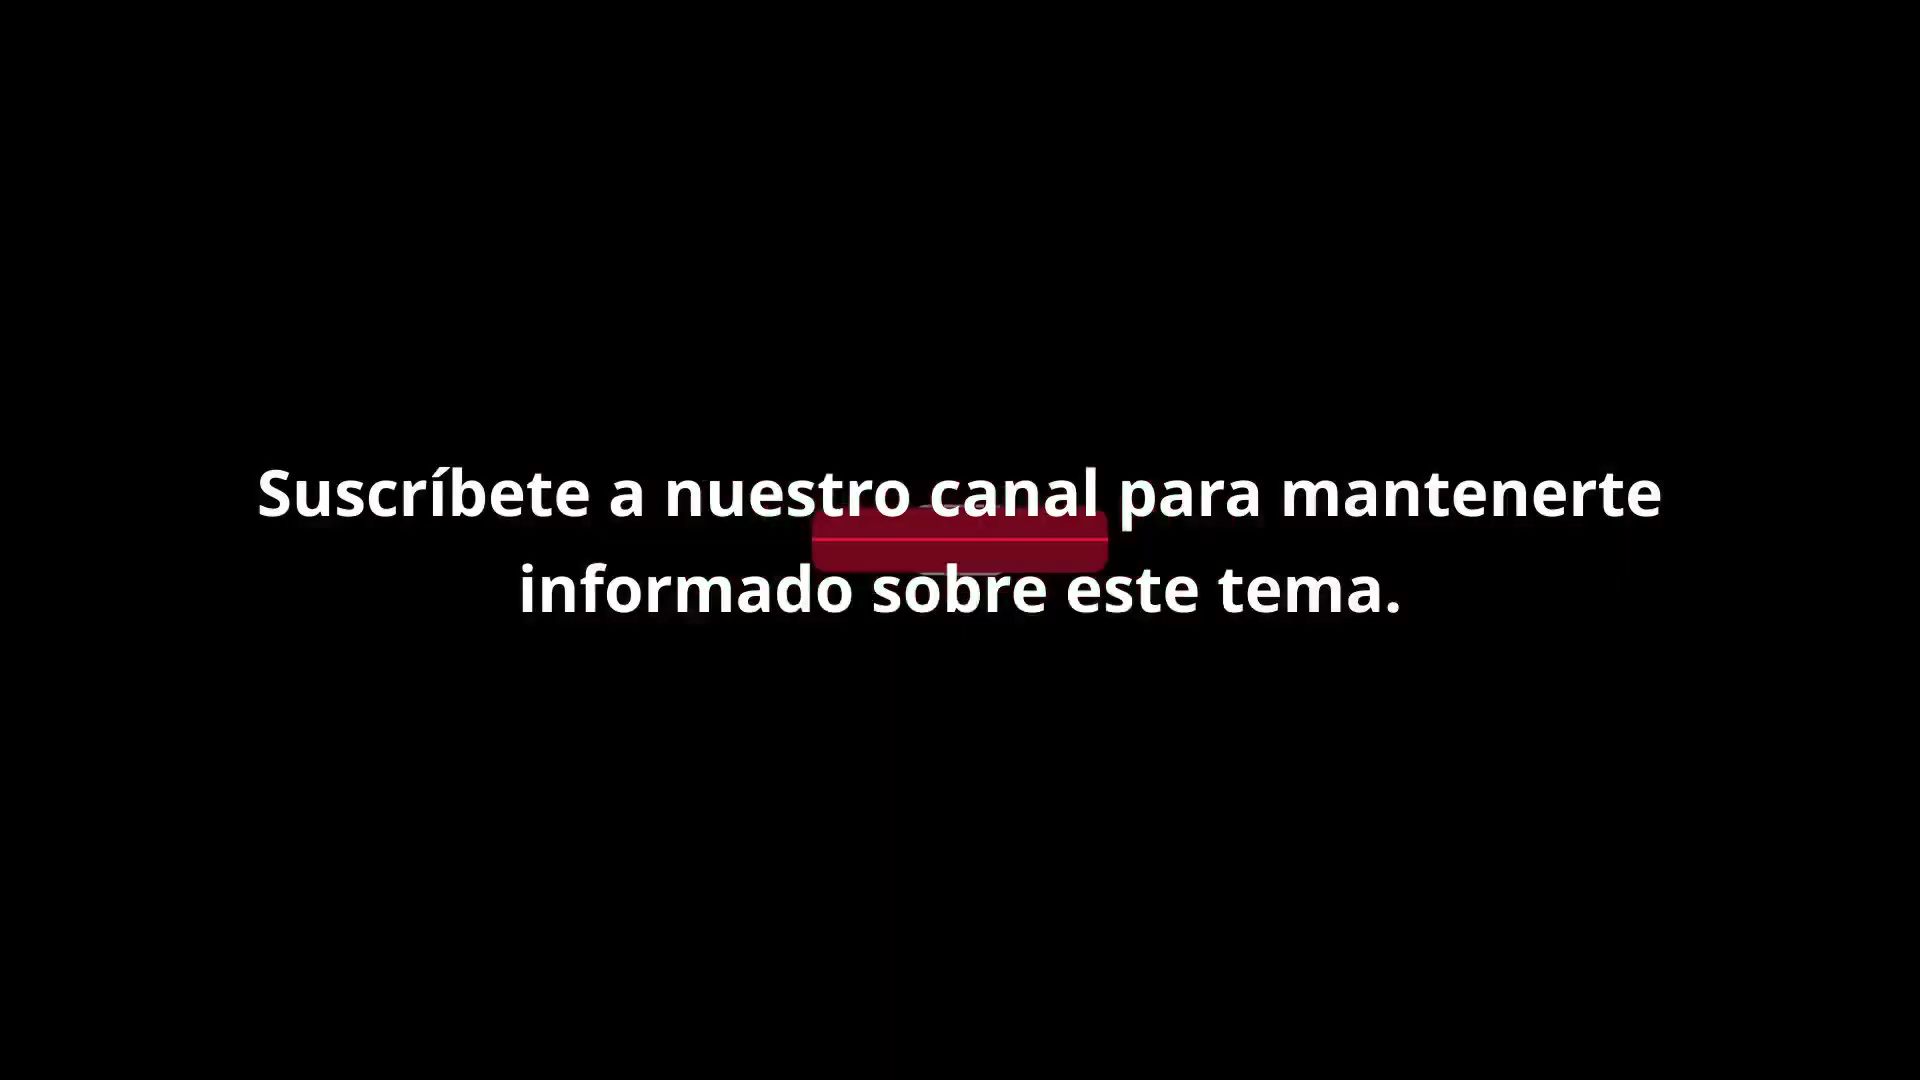 Suscríbete a nuestro canal para mantenerte
informado sobre este tema.